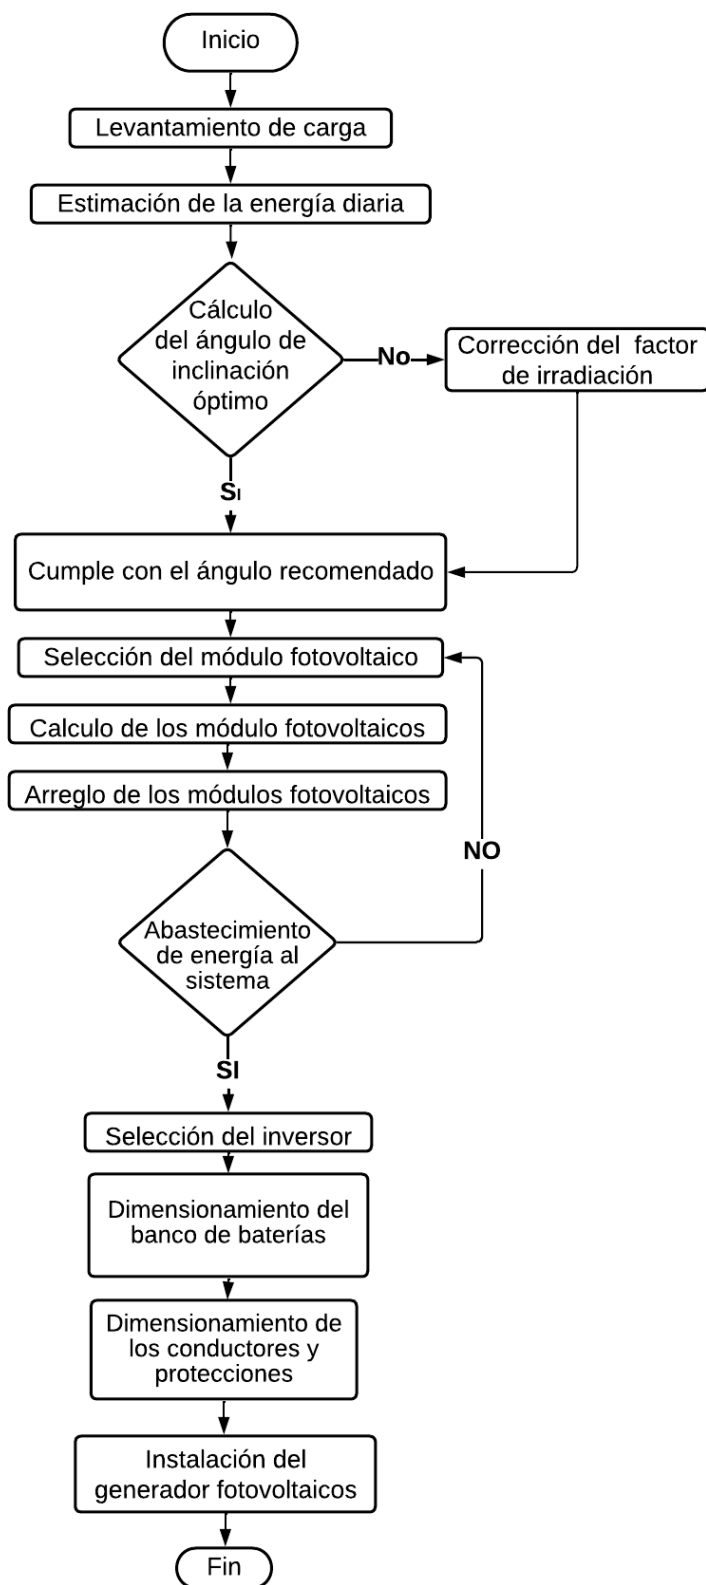 Inicio
Levantamiento de carga
Estimación de la energía diaria
Cálculo
del ángulo de
inclinación
óptimo
No
Corrección del factor
de irradiación
SI
Cumple con el ángulo recomendado
Selección del módulo fotovoltaico
Calculo de los módulo fotovoltaicos
Arreglo de los módulos fotovoltaicos
NO
Abastecimiento
de energía al
sistema
SI
Selección del inversor
Dimensionamiento del
banco de baterías
Dimensionamiento de
los conductores y
protecciones
Instalación del
generador fotovoltaicos
Fin